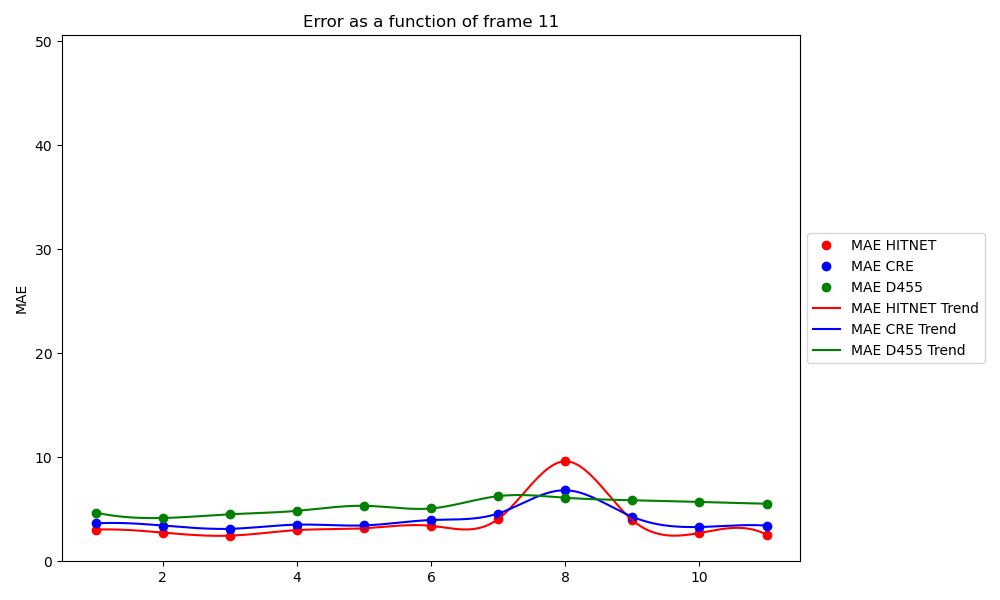 Error as a function of frame 11
50
40
30
20
10
0
MAE
2
4
6
8
10
MAE HITNET
MAE CRE
MAE D455
MAE HITNET Trend
MAE CRE Trend
MAE D455 Trend